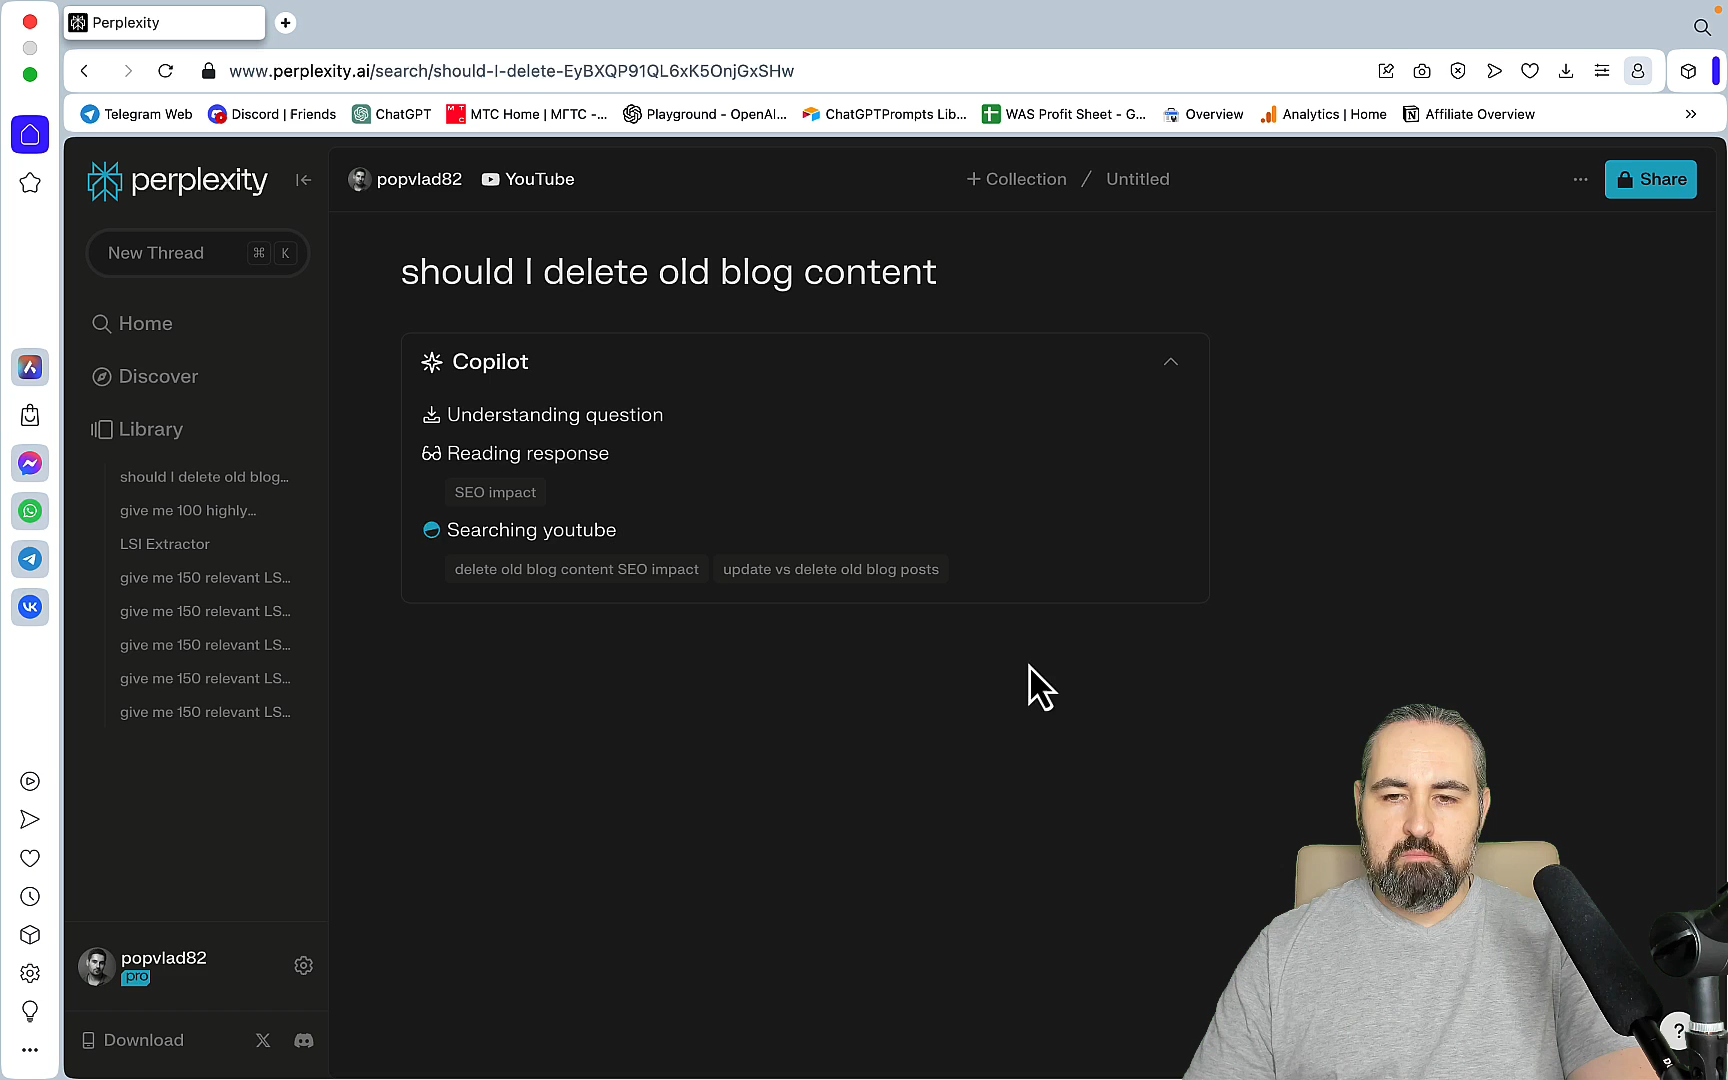 Perplexity
www.perplexity.ai/search/should-I-delete-EyBXQP91QL6xK5OnjGxSHw
Telegram Web
Discord | Friends
ChatGPT
МТС Home | МГТС -...
Playground - OpenAI...
ChatGPTPrompts Lib...
WAS Profit Sheet - G...
Overview
Analytics | Home
Affiliate Overview
perplexity
popvlad82
YouTube
+ Collection / Untitled
Share
New Thread ⌘ K
Home
Discover
Library
should I delete old blog...
give me 100 highly...
LSI Extractor
give me 150 relevant LS...
give me 150 relevant LS...
give me 150 relevant LS...
give me 150 relevant LS...
give me 150 relevant LS...
popvlad82
pro
Download
should I delete old blog content
Copilot
Understanding question
Reading response
SEO impact
Searching youtube
delete old blog content SEO impact
update vs delete old blog posts
?